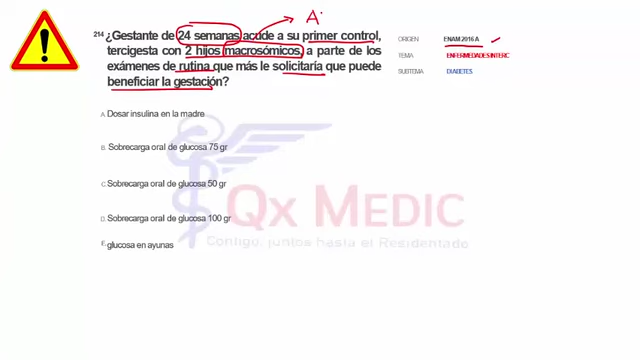 A
214 ¿Gestante de 24 semanas acude a su primer control,
tercigesta con 2 hijos macrosómicos, a parte de los
exámenes de rutina que más le solicitaría que puede
beneficiar la gestación?
ORIGEN ENAM 2016 A
TEMA ENFERMEDADES INTERC
SUBTEMA DIABETES
A. Dosar insulina en la madre
B. Sobrecarga oral de glucosa 75 gr
C. Sobrecarga oral de glucosa 50 gr
D. Sobrecarga oral de glucosa 100 gr
E. glucosa en ayunas
Qx MEDIC
Contigo, juntos hasta el Residentado